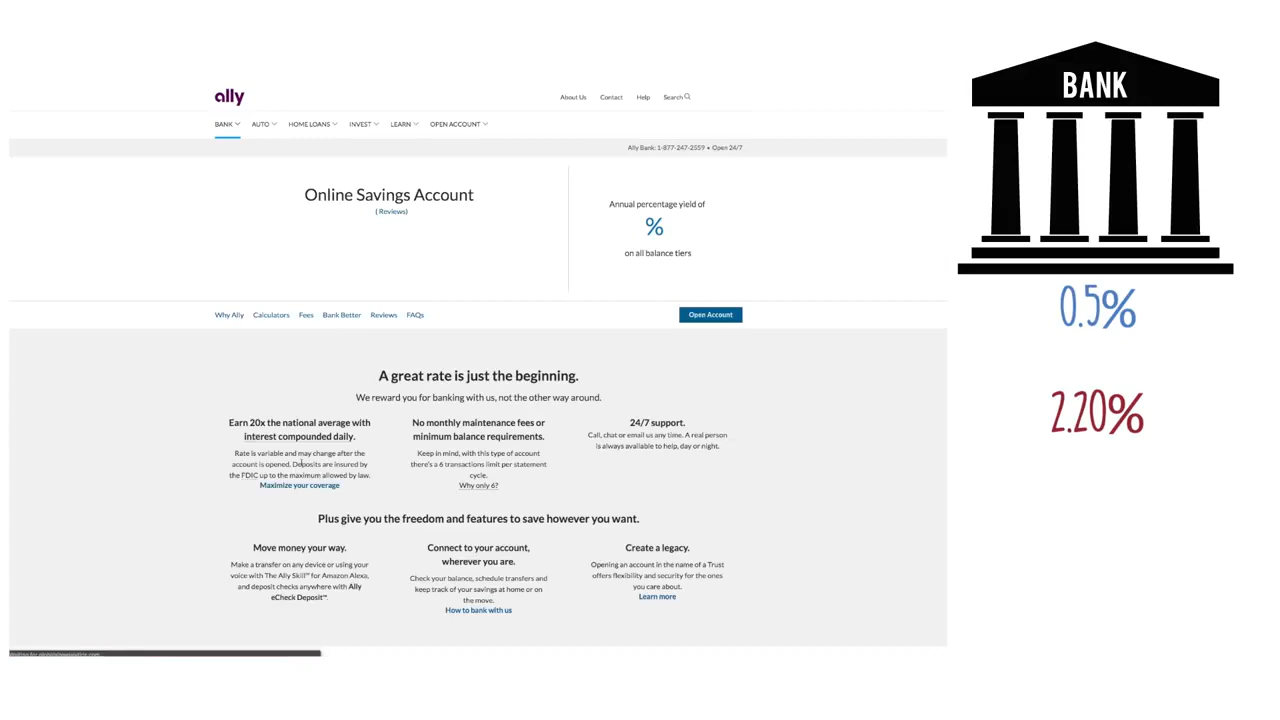 ally
About Us Contact Help Search
BANK AUTO HOME LOANS INVEST LEARN OPEN ACCOUNT
Ally Bank: 1-877-247-2559 • Open 24/7
Online Savings Account
( Reviews)
Annual percentage yield of
%
on all balance tiers
Why Ally Calculators Fees Bank Better Reviews FAQs Open Account
A great rate is just the beginning.
We reward you for banking with us, not the other way around.
Earn 20x the national average with
interest compounded daily.
Rate is variable and may change after the
account is opened. Deposits are insured by
the FDIC up to the maximum allowed by law.
Maximize your coverage
No monthly maintenance fees or
minimum balance requirements.
Keep in mind, with this type of account
there's a 6 transactions limit per statement
cycle.
Why only 6?
24/7 support.
Call, chat or email us any time. A real person
is always available to help, day or night.
Plus give you the freedom and features to save however you want.
Move money your way.
Make a transfer on any device or using your
voice with The Ally Skill℠ for Amazon Alexa,
and deposit checks anywhere with Ally
eCheck Deposit℠.
Connect to your account,
wherever you are.
Check your balance, schedule transfers and
keep track of your savings at home or on
the move.
How to bank with us
Create a legacy.
Opening an account in the name of a Trust
offers flexibility and security for the ones
you care about.
Learn more
BANK
0.5%
2.20%